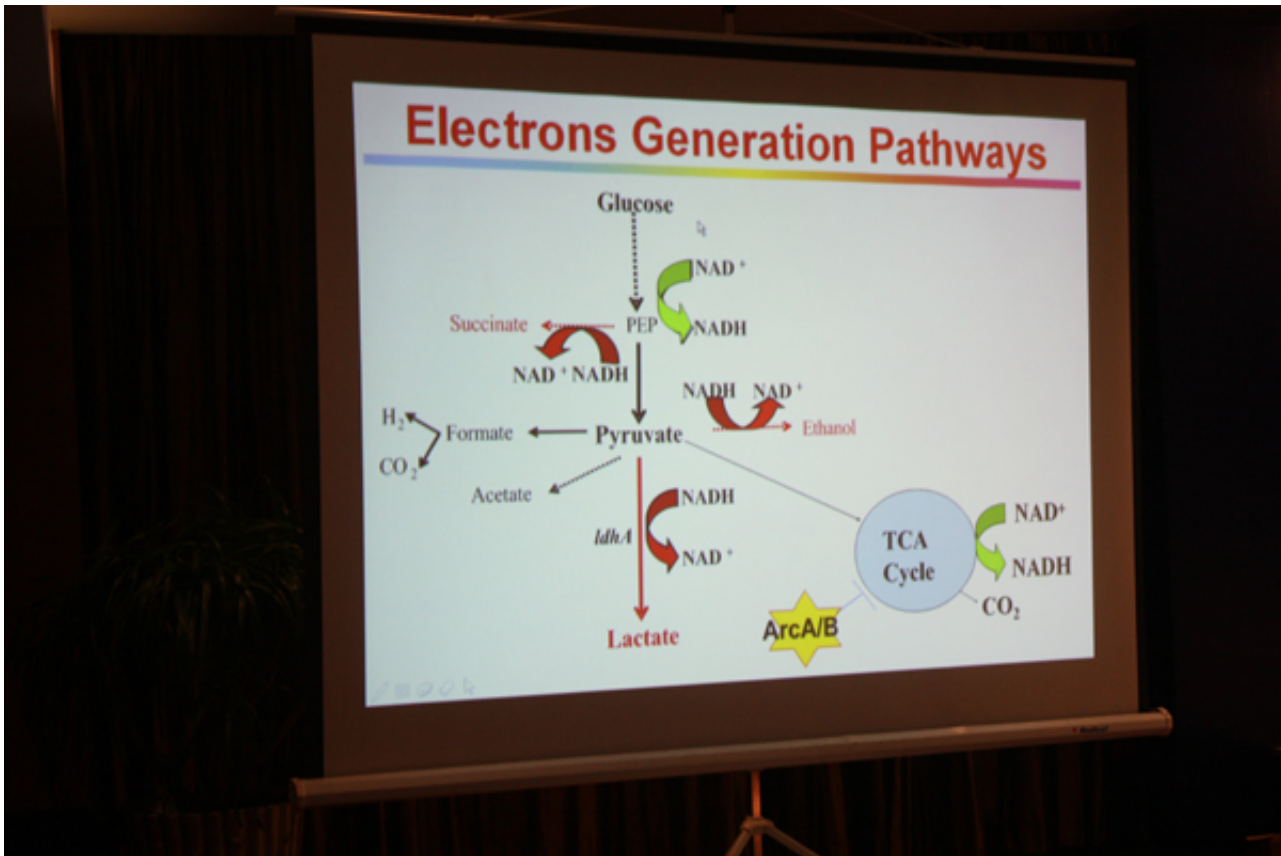 Electrons Generation Pathways
Glucose
NAD +
NADH
Succinate
PEP
NAD + NADH
NADH NAD +
H2
Formate
Pyruvate
Ethanol
CO2
Acetate
NADH
ldhA
NAD +
TCA
Cycle
NAD+
NADH
CO2
ArcA/B
Lactate